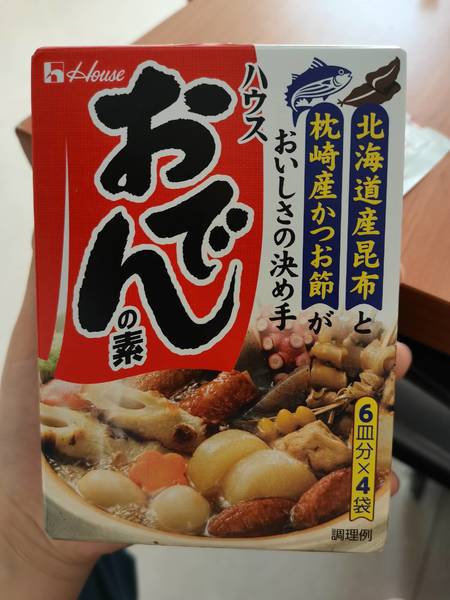 House
ハウス
おでん
の素
北海道産昆布と
枕崎産かつお節が
おいしさの決め手
6皿分×4袋
調理例